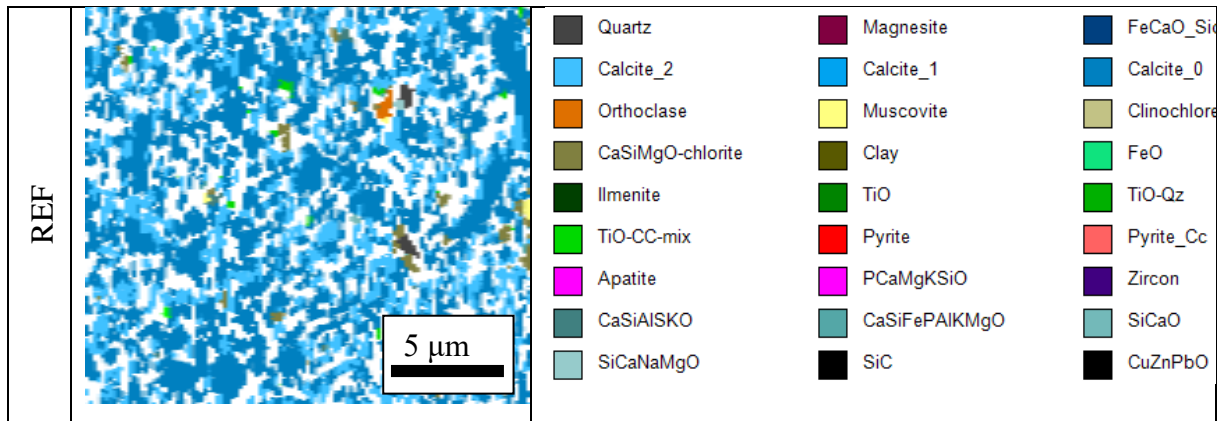 REF
5 µm
Quartz Magnesite FeCaO_Sic
Calcite_2 Calcite_1 Calcite_0
Orthoclase Muscovite Clinochlore
CaSiMgO-chlorite Clay FeO
Ilmenite TiO TiO-Qz
TiO-CC-mix Pyrite Pyrite_Cc
Apatite PCaMgKSiO Zircon
CaSiAlSKO CaSiFePAlKMgO SiCaO
SiCaNaMgO SiC CuZnPbO